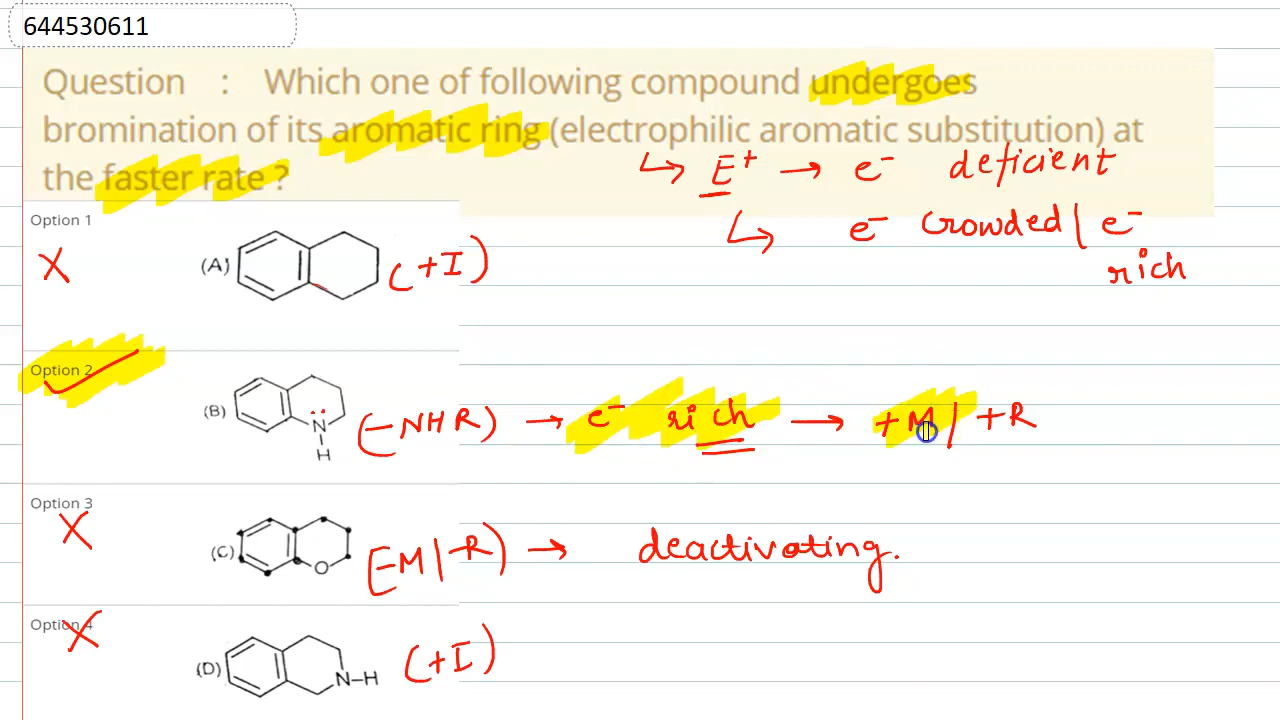 644530611
Question : Which one of following compound undergoes
bromination of its aromatic ring (electrophilic aromatic substitution) at
the faster rate ?
↳ E+ → e- deficient
↳ e- crowded / e-
rich
Option 1
X (A) (+I)
Option 2
(B) N H (-NHR) → e- rich → +M / +R
Option 3
X (C) O [-M / -R) → deactivating.
Option 4
X (D) N-H (+I)